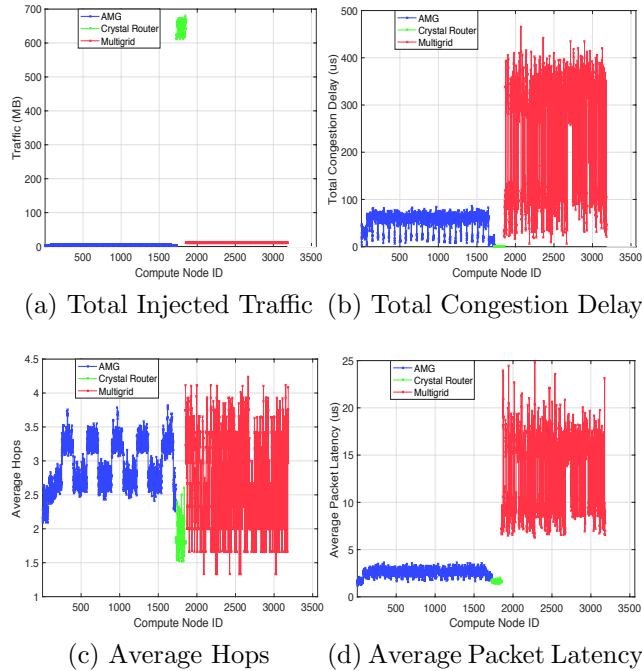 700
600
500
400
300
200
100
0
Traffic (MB)
AMG
Crystal Router
Multigrid
500 1000 1500 2000 2500 3000 3500
Compute Node ID
(a) Total Injected Traffic
500
400
300
200
100
0
Total Congestion Delay (us)
AMG
Crystal Router
Multigrid
500 1000 1500 2000 2500 3000 3500
Compute Node ID
(b) Total Congestion Delay
4.5
4
3.5
3
2.5
2
1.5
1
Average Hops
AMG
Crystal Router
Multigrid
500 1000 1500 2000 2500 3000 3500
Compute Node ID
(c) Average Hops
25
20
15
10
5
0
Average Packet Latency (us)
AMG
Crystal Router
Multigrid
500 1000 1500 2000 2500 3000 3500
Compute Node ID
(d) Average Packet Latency